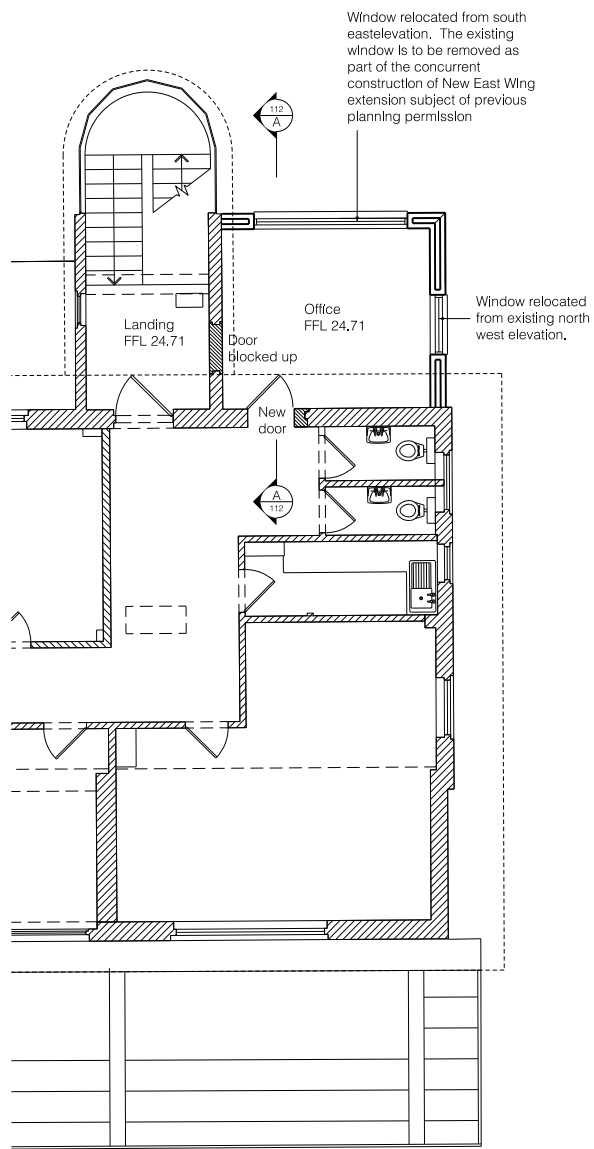 Window relocated from south
eastelevation. The existing
window is to be removed as
part of the concurrent
construction of New East Wing
extension subject of previous
planning permission
112
A
Office
FFL 24.71
Window relocated
from existing north
west elevation.
Landing
FFL 24.71
Door
blocked up
New
door
A
112